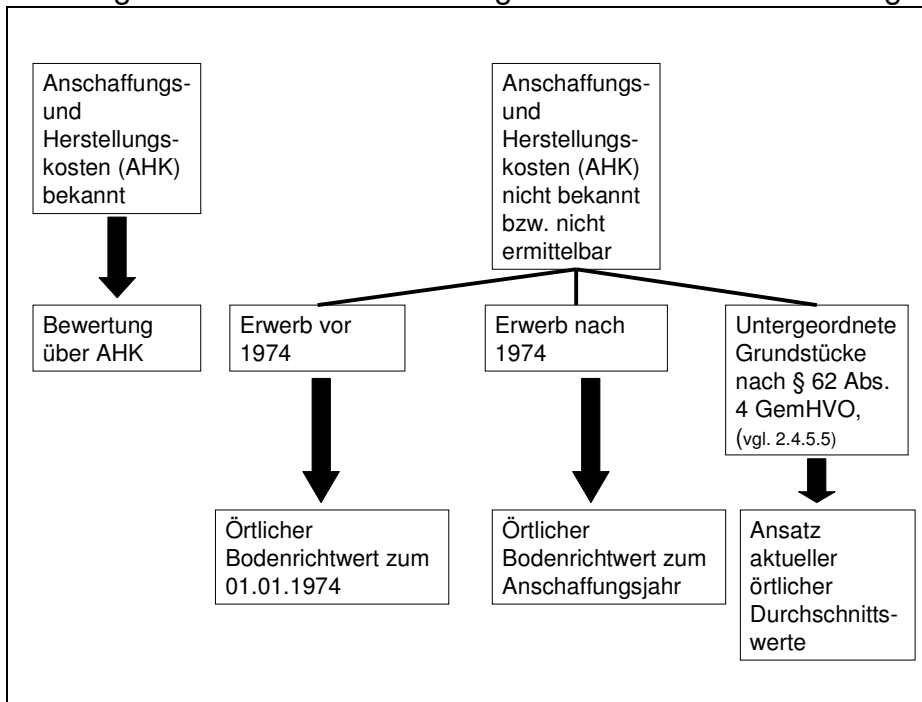 Anschaffungs-
und
Herstellungs-
kosten (AHK)
bekannt
Anschaffungs-
und
Herstellungs-
kosten (AHK)
nicht bekannt
bzw. nicht
ermittelbar
Bewertung
über AHK
Erwerb vor
1974
Erwerb nach
1974
Untergeordnete
Grundstücke
nach § 62 Abs.
4 GemHVO,
(vgl. 2.4.5.5)
Örtlicher
Bodenrichtwert zum
01.01.1974
Örtlicher
Bodenrichtwert zum
Anschaffungsjahr
Ansatz
aktueller
örtlicher
Durchschnitts-
werte